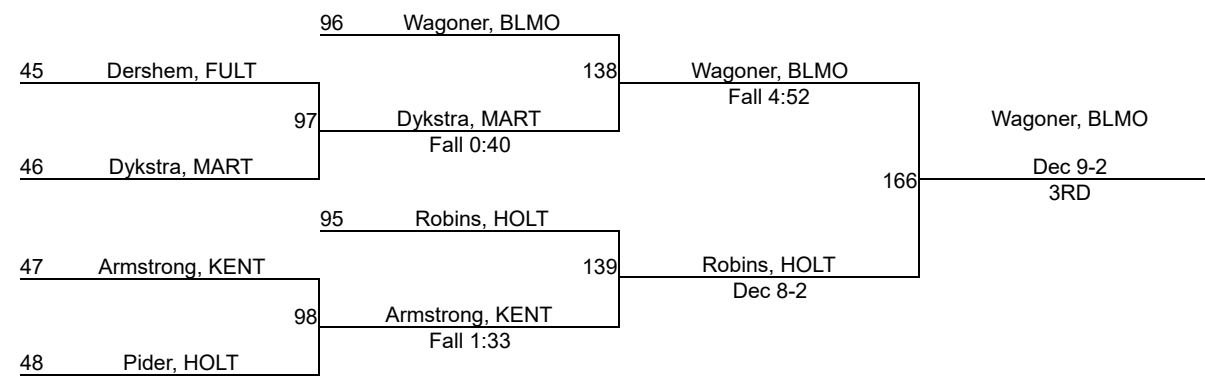 96 Wagoner, BLMO
45 Dershem, FULT
138 Wagoner, BLMO
Fall 4:52
97 Dykstra, MART
Fall 0:40
Wagoner, BLMO
46 Dykstra, MART
166 Dec 9-2
3RD
95 Robins, HOLT
47 Armstrong, KENT
139 Robins, HOLT
Dec 8-2
98 Armstrong, KENT
Fall 1:33
48 Pider, HOLT